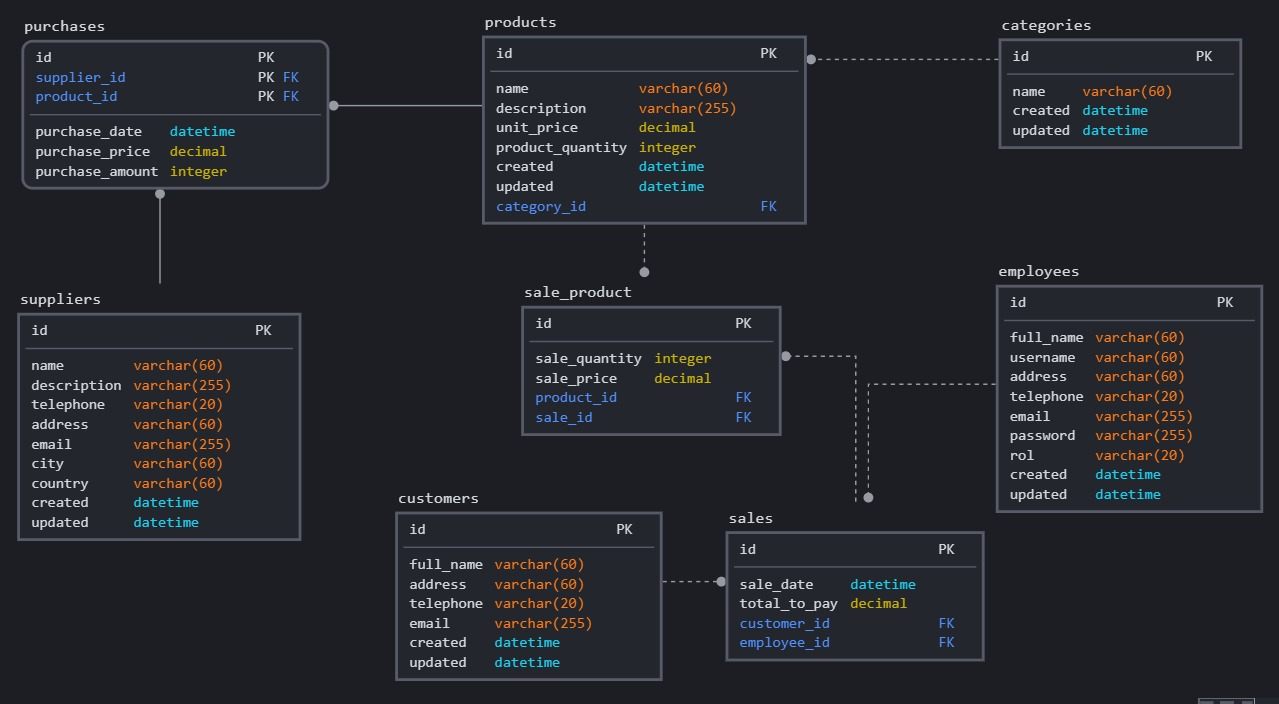 purchases
id PK
supplier_id PK FK
product_id PK FK
purchase_date datetime
purchase_price decimal
purchase_amount integer
products
id PK
name varchar(60)
description varchar(255)
unit_price decimal
product_quantity integer
created datetime
updated datetime
category_id FK
categories
id PK
name varchar(60)
created datetime
updated datetime
suppliers
id PK
name varchar(60)
description varchar(255)
telephone varchar(20)
address varchar(60)
email varchar(255)
city varchar(60)
country varchar(60)
created datetime
updated datetime
sale_product
id PK
sale_quantity integer
sale_price decimal
product_id FK
sale_id FK
employees
id PK
full_name varchar(60)
username varchar(60)
address varchar(60)
telephone varchar(20)
email varchar(255)
password varchar(255)
rol varchar(20)
created datetime
updated datetime
customers
id PK
full_name varchar(60)
address varchar(60)
telephone varchar(20)
email varchar(255)
created datetime
updated datetime
sales
id PK
sale_date datetime
total_to_pay decimal
customer_id FK
employee_id FK